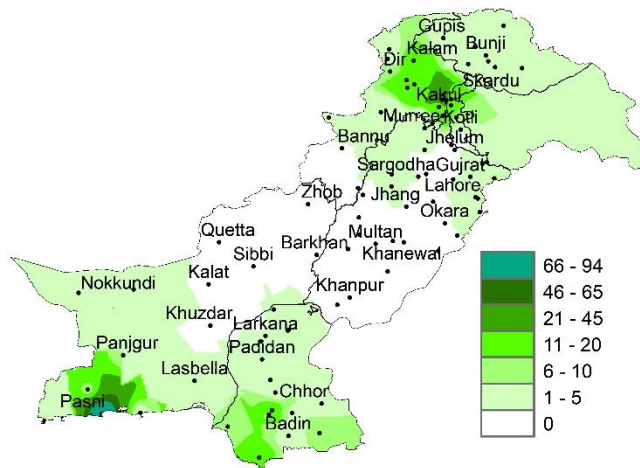 Gupis
Kalam
Bunji
Dir
Skardu
Kakul
Murree
Kotli
Bannu
Jhelum
Sargodha
Gujrat
Zhob
Jhang
Lahore
Okara
Quetta
Multan
Sibbi
Barkhan
Khanewal
Kalat
Nokkundi
Khanpur
Khuzdar
Larkana
Panjgur
Padidan
Lasbella
Chhor
Pasni
Badin
66 - 94
46 - 65
21 - 45
11 - 20
6 - 10
1 - 5
0